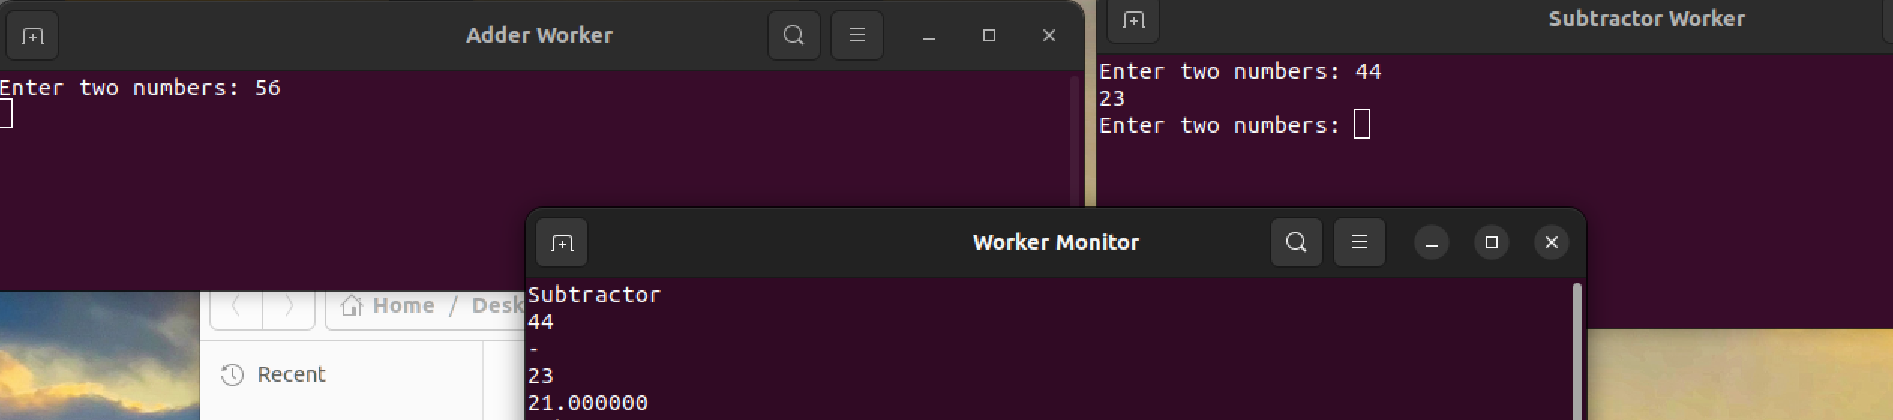 Adder Worker
Enter two numbers: 56
Subtractor Worker
Enter two numbers: 44
23
Enter two numbers:
Worker Monitor
Subtractor
44
-
23
21.000000
Home / Desk
Recent